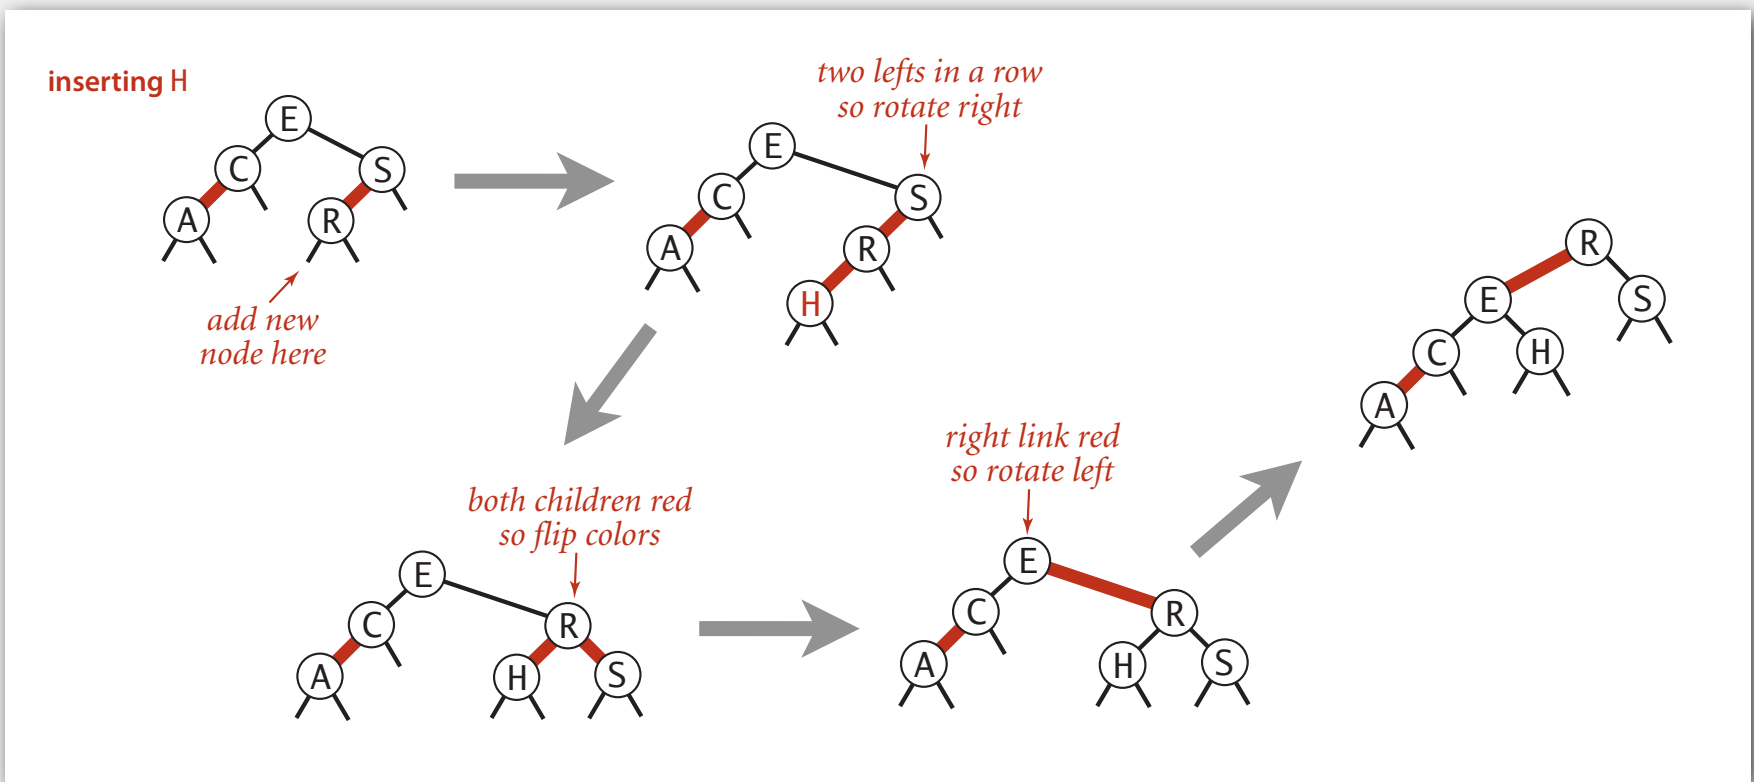 inserting H
E
C
S
A
R
add new
node here
two lefts in a row
so rotate right
E
C
S
A
R
H
both children red
so flip colors
E
C
R
A
H
S
right link red
so rotate left
E
C
R
A
H
S
R
E
S
C
H
A